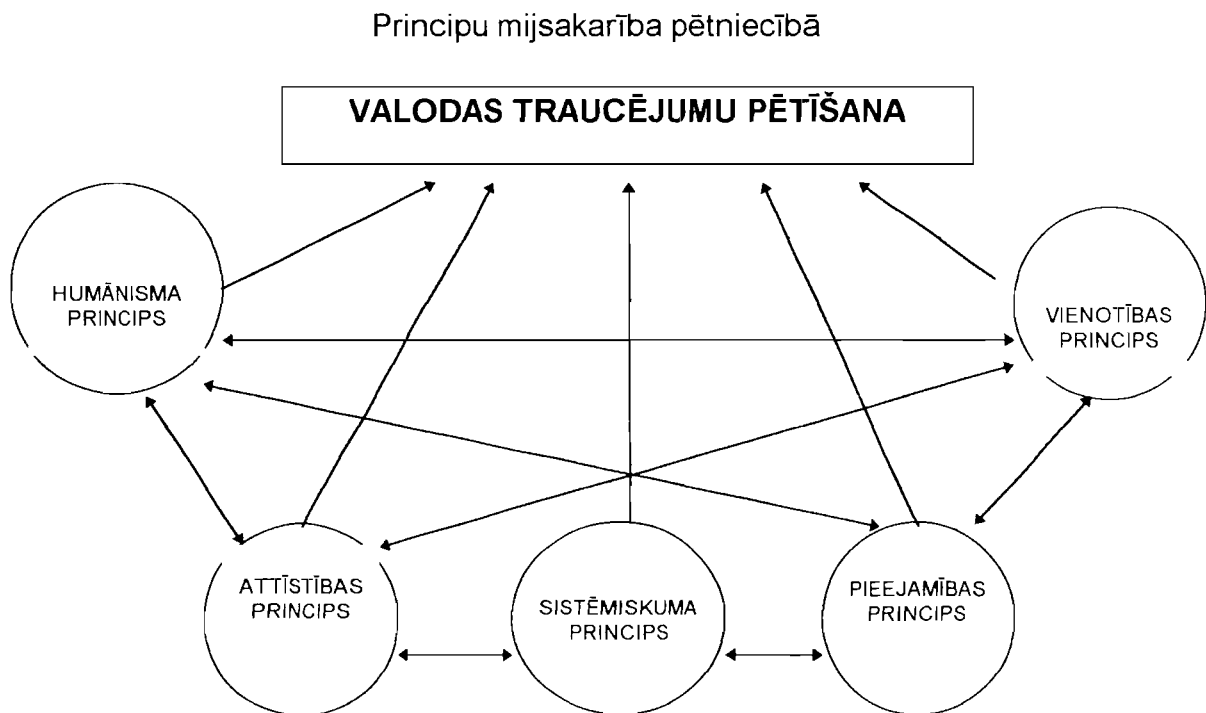 Principu mijsakarība pētniecībā
VALODAS TRAUCĒJUMU PĒTĪŠANA
HUMĀNISMA
PRINCIPS
VIENOTĪBAS
PRINCIPS
ATTĪSTĪBAS
PRINCIPS
SISTĒMISKUMA
PRINCIPS
PIEEJAMĪBAS
PRINCIPS